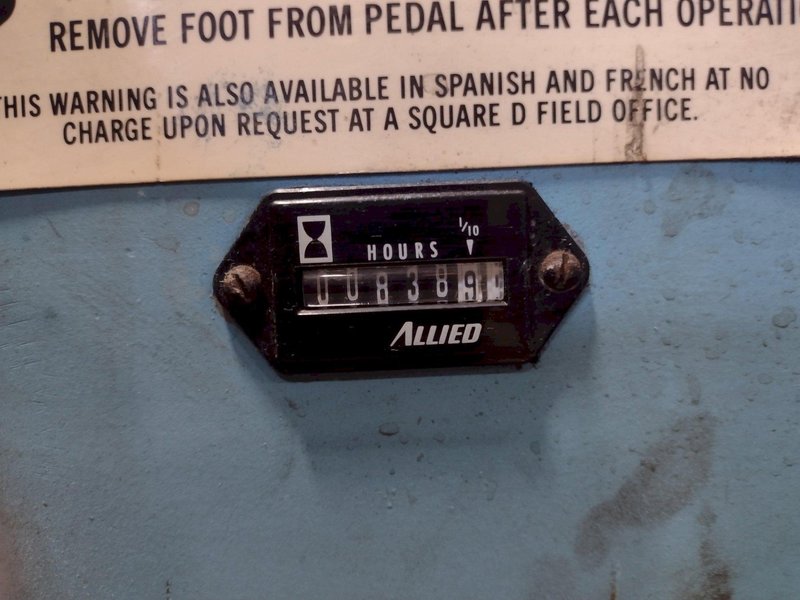 REMOVE FOOT FROM PEDAL AFTER EACH OPERATI
THIS WARNING IS ALSO AVAILABLE IN SPANISH AND FRENCH AT NO
CHARGE UPON REQUEST AT A SQUARE D FIELD OFFICE.
1/10
HOURS
008389
ALLIED